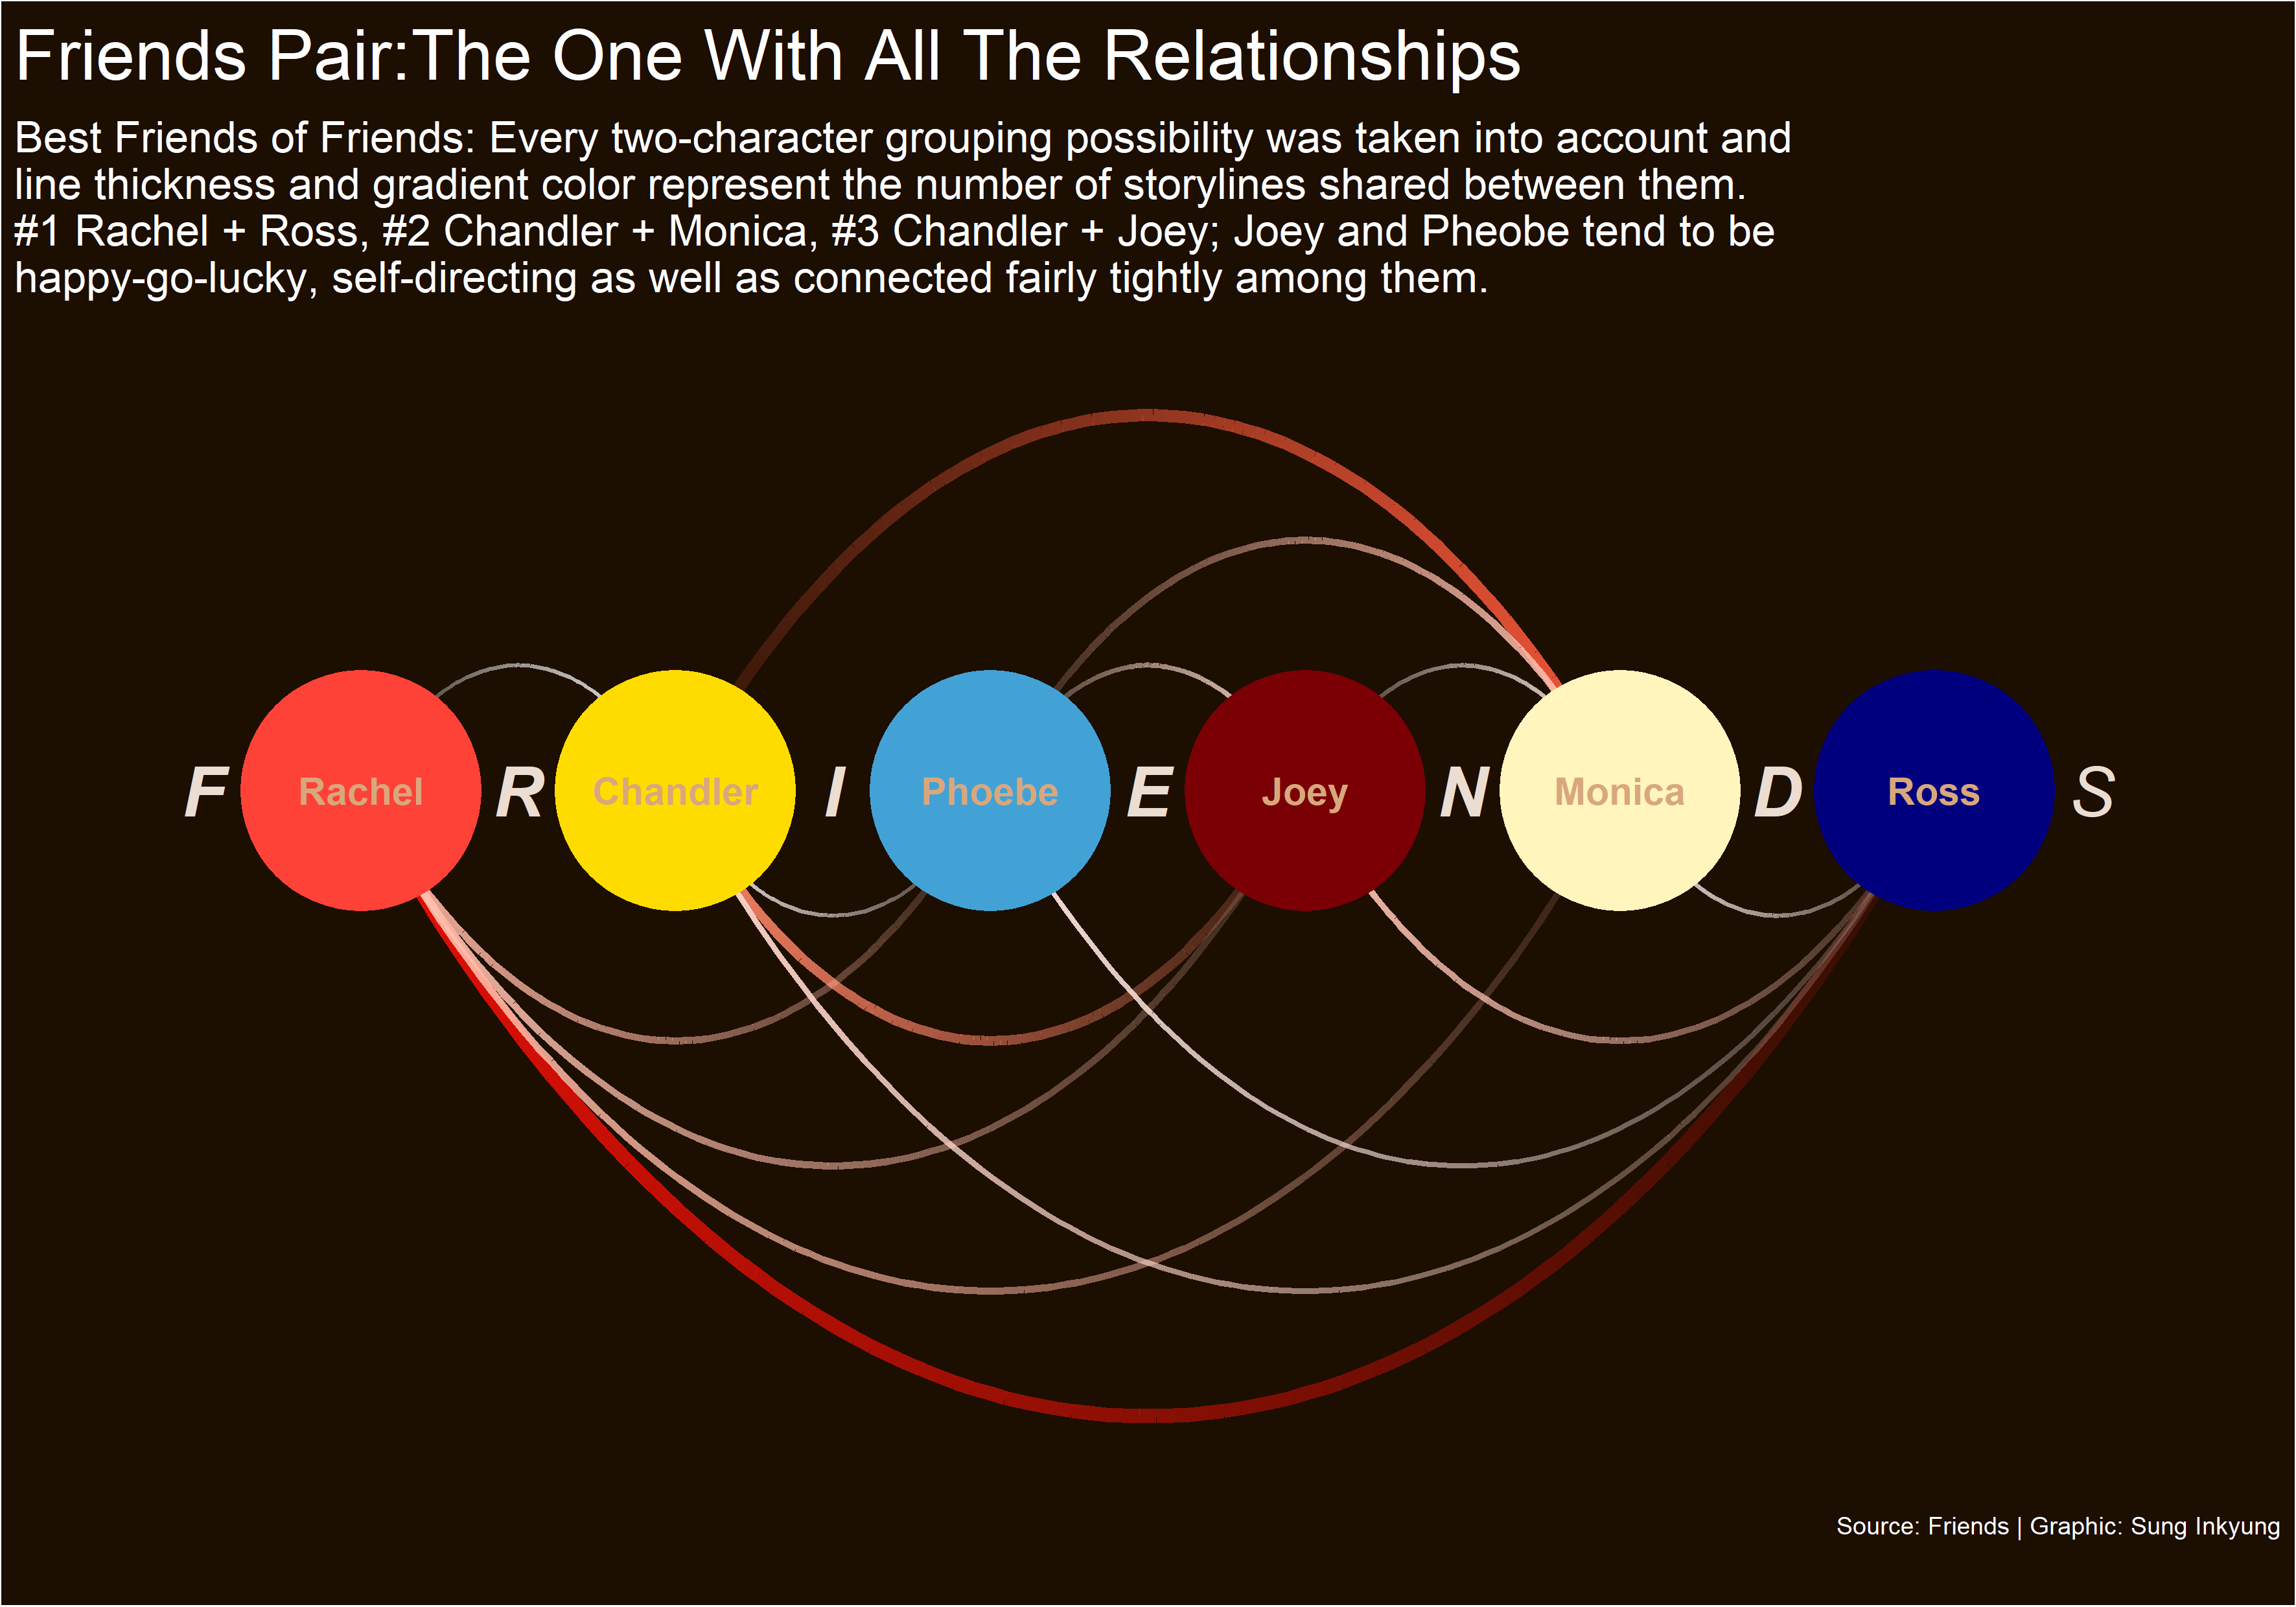 Friends Pair:The One With All The Relationships
Best Friends of Friends: Every two-character grouping possibility was taken into account and
line thickness and gradient color represent the number of storylines shared between them.
#1 Rachel + Ross, #2 Chandler + Monica, #3 Chandler + Joey; Joey and Pheobe tend to be
happy-go-lucky, self-directing as well as connected fairly tightly among them.
F Rachel R Chandler I Phoebe E Joey N Monica D Ross S
Source: Friends | Graphic: Sung Inkyung